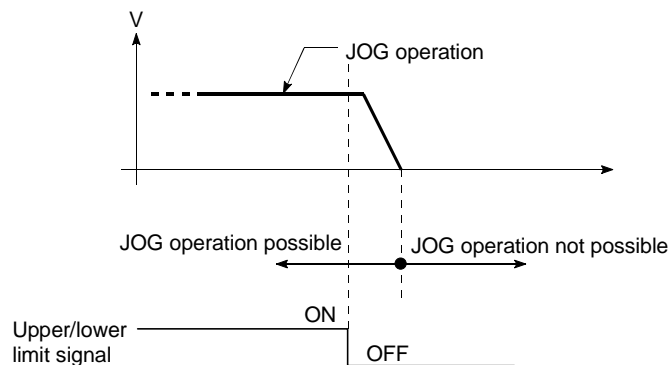 V
JOG operation
JOG operation possible
JOG operation not possible
ON
Upper/lower
limit signal
OFF